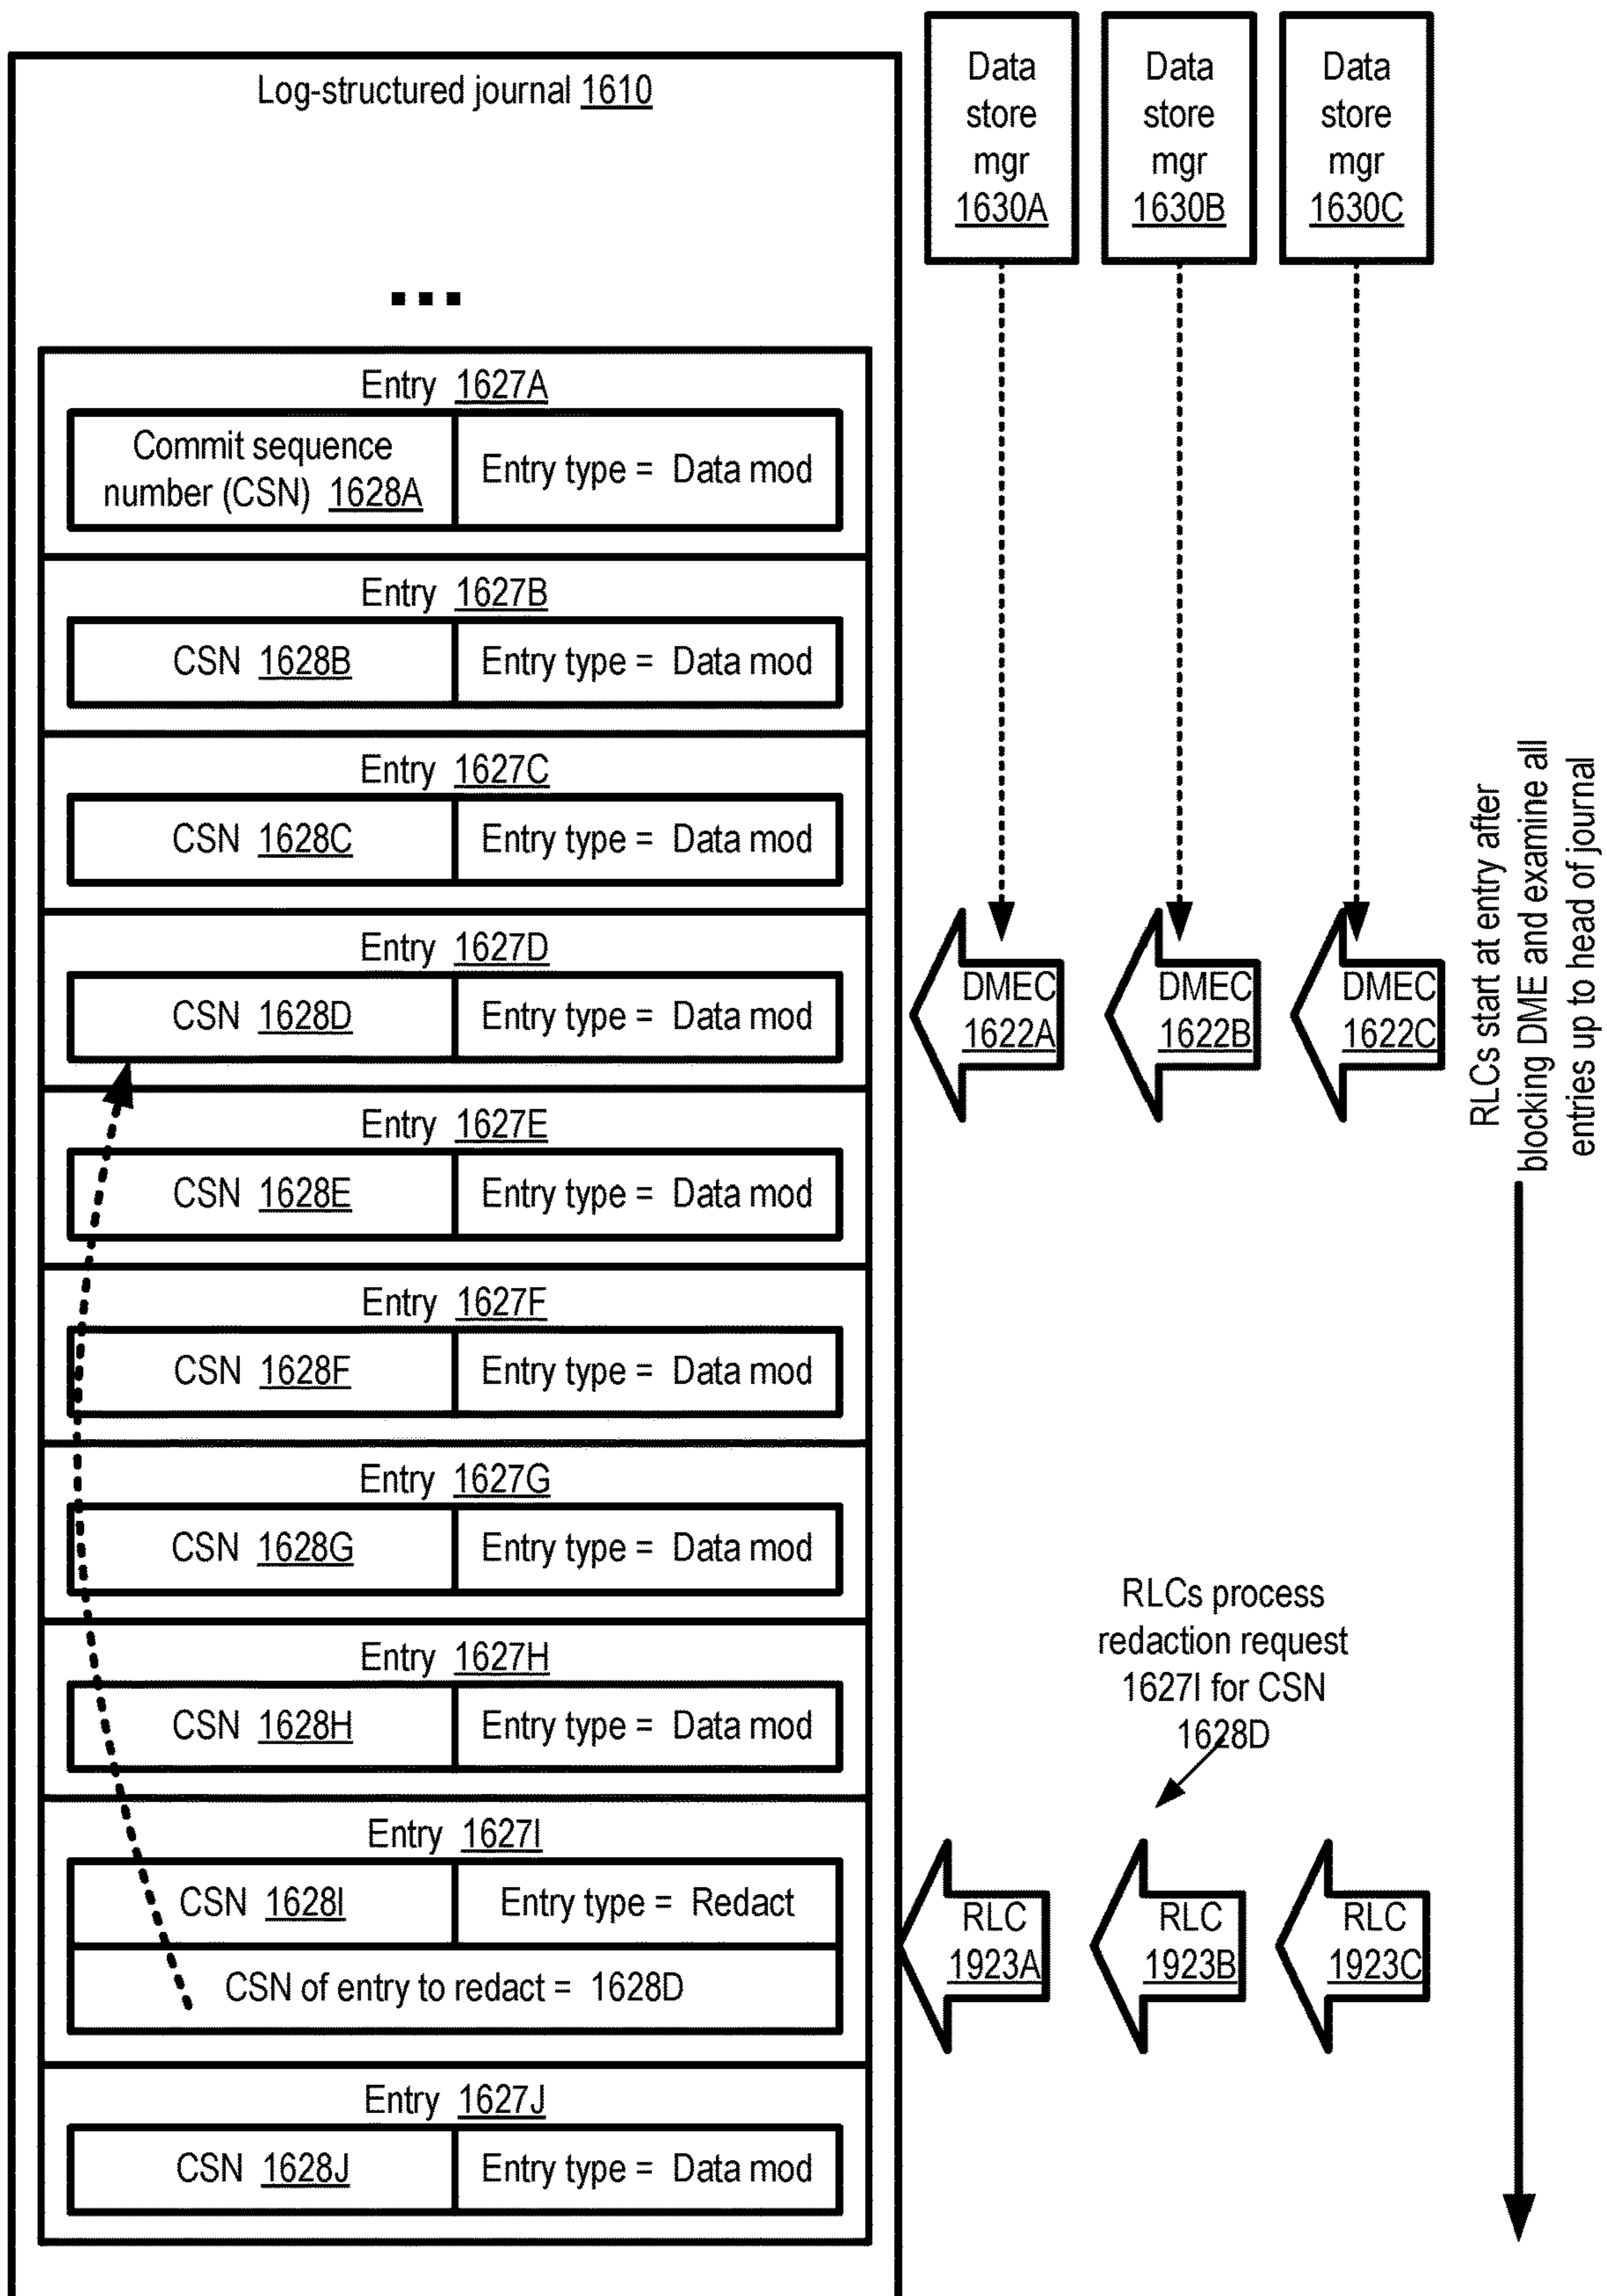 Log-structured journal 1610
Data
store
mgr
1630A
Data
store
mgr
1630B
Data
store
mgr
1630C
Entry 1627A
Commit sequence
number (CSN) 1628A
Entry type = Data mod
Entry 1627B
CSN 1628B
Entry type = Data mod
Entry 1627C
CSN 1628C
Entry type = Data mod
Entry 1627D
CSN 1628D
Entry type = Data mod
DMEC
1622A
DMEC
1622B
DMEC
1622C
RLCs start at entry after
blocking DME and examine all
entries up to head of journal
Entry 1627E
CSN 1628E
Entry type = Data mod
Entry 1627F
CSN 1628F
Entry type = Data mod
Entry 1627G
CSN 1628G
Entry type = Data mod
Entry 1627H
CSN 1628H
Entry type = Data mod
RLCs process
redaction request
1627I for CSN
1628D
Entry 1627I
CSN 1628I
Entry type = Redact
CSN of entry to redact = 1628D
RLC
1923A
RLC
1923B
RLC
1923C
Entry 1627J
CSN 1628J
Entry type = Data mod